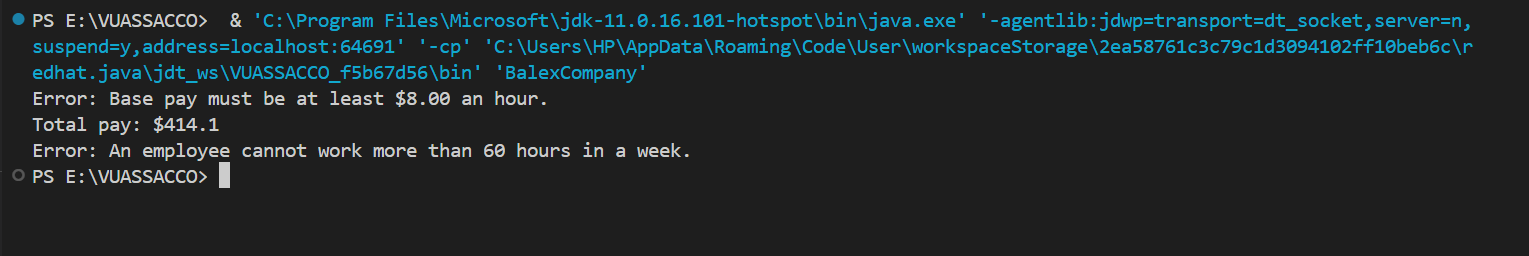 PS E:\VUASSACCO>  & 'C:\Program Files\Microsoft\jdk-11.0.16.101-hotspot\bin\java.exe' '-agentlib:jdwp=transport=dt_socket,server=n,
suspend=y,address=localhost:64691' '-cp' 'C:\Users\HP\AppData\Roaming\Code\User\workspaceStorage\2ea58761c3c79c1d3094102ff10beb6c\r
edhat.java\jdt_ws\VUASSACCO_f5b67d56\bin' 'BalexCompany'
Error: Base pay must be at least $8.00 an hour.
Total pay: $414.1
Error: An employee cannot work more than 60 hours in a week.
PS E:\VUASSACCO>